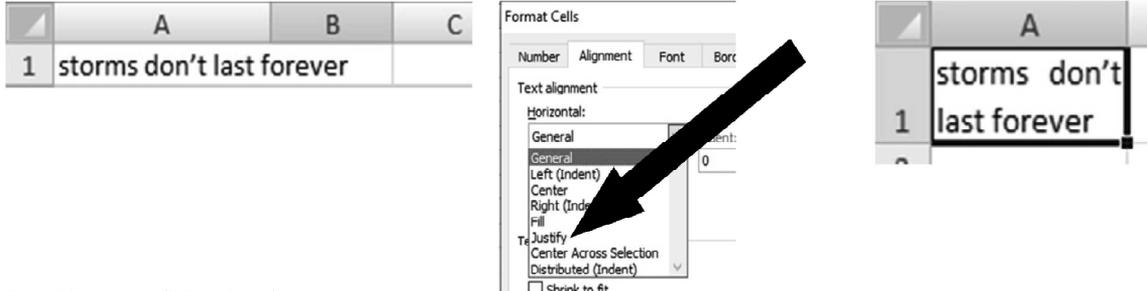 A B C
1 storms don't last forever
Format Cells
Number Alignment Font
Text alignment
Horizontal:
General
General
0
Left (Indent)
Center
Right
Fill
Justify
Center Across Selection
Distributed (Indent)
Shrink to fit
A
storms don't
1 last forever